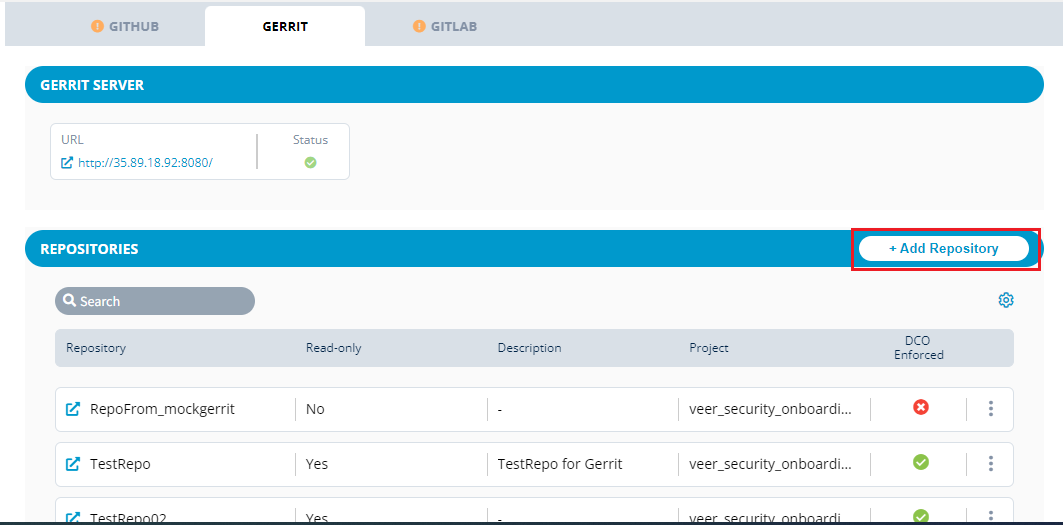 GITHUB GERRIT GITLAB
GERRIT SERVER
URL Status
http://35.89.18.92:8080/
REPOSITORIES + Add Repository
Search
Repository Read-only Description Project DCO
Enforced
RepoFrom_mockgerrit No - veer_security_onboardi...
TestRepo Yes TestRepo for Gerrit veer_security_onboardi...
TestRepo02 Yes - veer_security_onboardi...